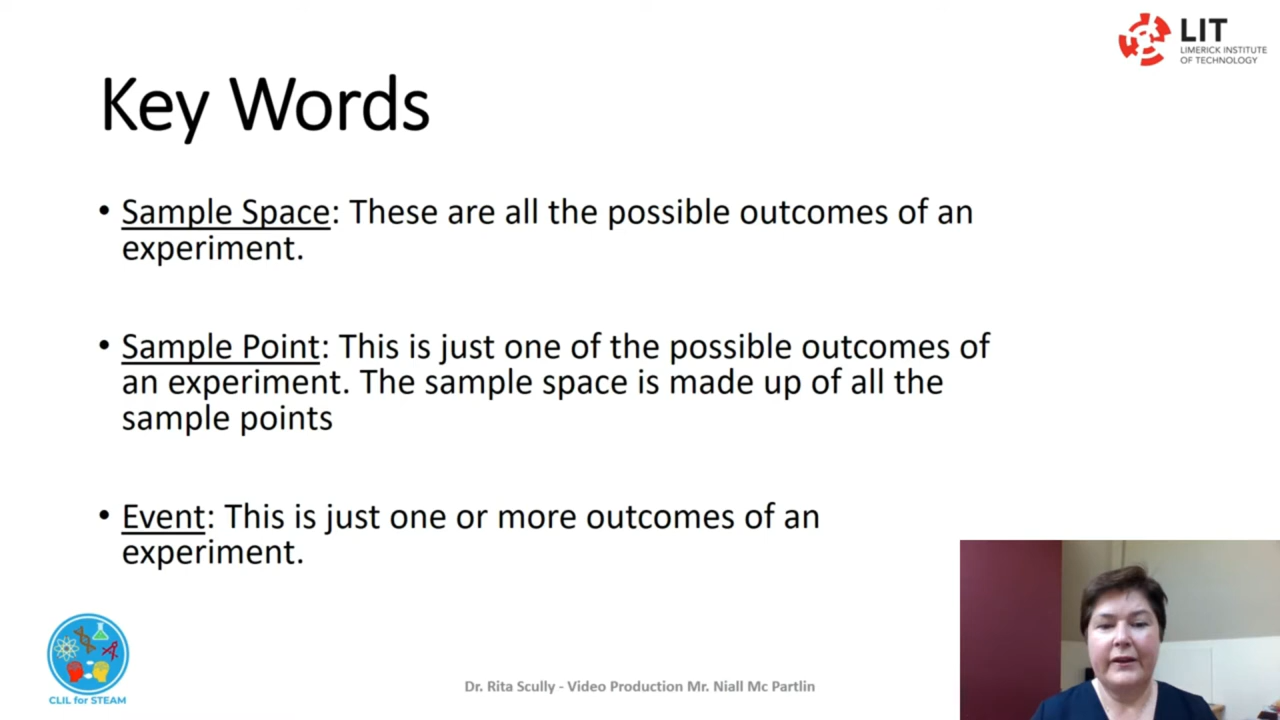 LIT
LIMERICK INSTITUTE
OF TECHNOLOGY
Key Words
• Sample Space: These are all the possible outcomes of an
experiment.
• Sample Point: This is just one of the possible outcomes of
an experiment. The sample space is made up of all the
sample points
• Event: This is just one or more outcomes of an
experiment.
CLIL for STEAM
Dr. Rita Scully - Video Production Mr. Niall Mc Partlin